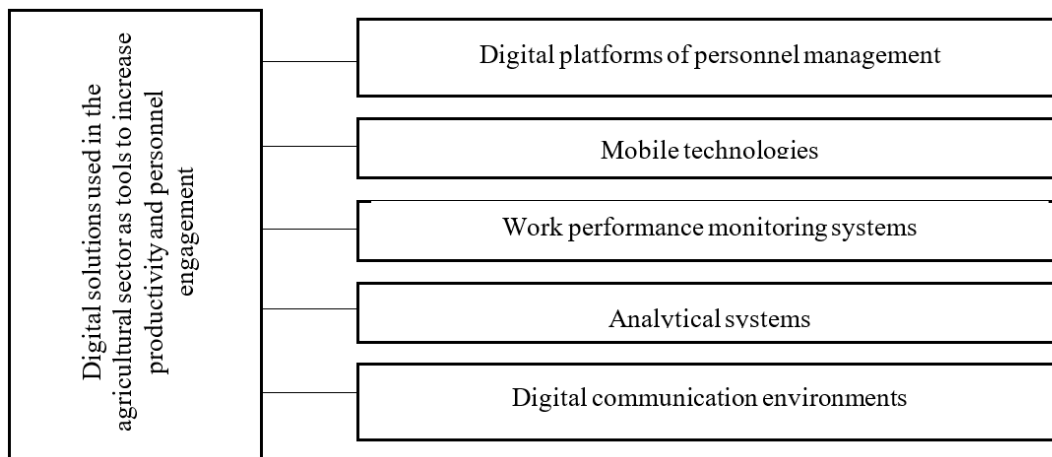 Digital solutions used in the
agricultural sector as tools to increase
productivity and personnel
engagement
Digital platforms of personnel management
Mobile technologies
Work performance monitoring systems
Analytical systems
Digital communication environments